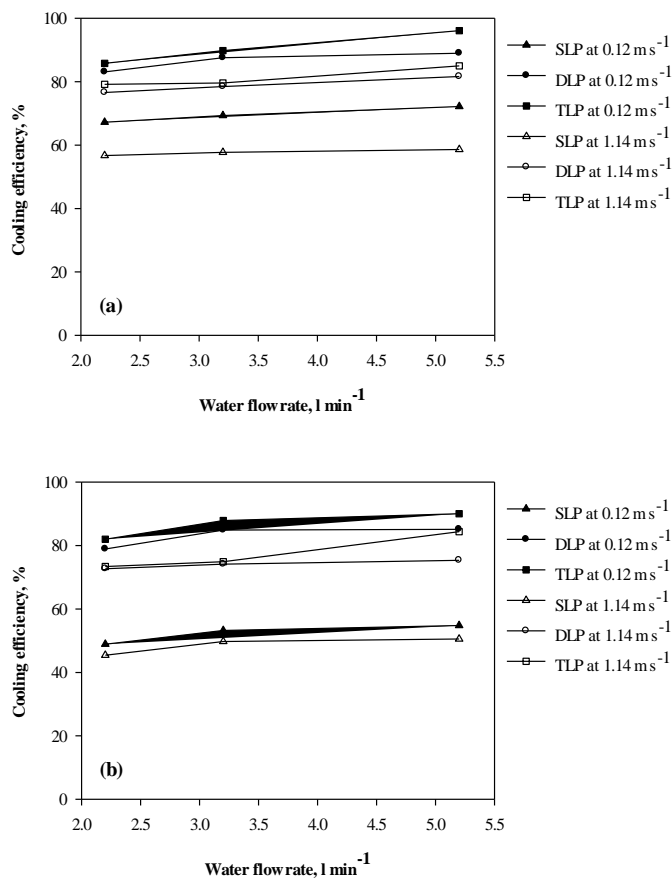 100
80
60
40
20
0
Cooling efficiency, %
(a)
2.0 2.5 3.0 3.5 4.0 4.5 5.0 5.5
Water flow rate, l min⁻¹
SLP at 0.12 m s⁻¹
DLP at 0.12 m s⁻¹
TLP at 0.12 m s⁻¹
SLP at 1.14 m s⁻¹
DLP at 1.14 m s⁻¹
TLP at 1.14 m s⁻¹
100
80
60
40
20
0
Cooling efficiency, %
(b)
2.0 2.5 3.0 3.5 4.0 4.5 5.0 5.5
Water flow rate, l min⁻¹
SLP at 0.12 m s⁻¹
DLP at 0.12 m s⁻¹
TLP at 0.12 m s⁻¹
SLP at 1.14 m s⁻¹
DLP at 1.14 m s⁻¹
TLP at 1.14 m s⁻¹